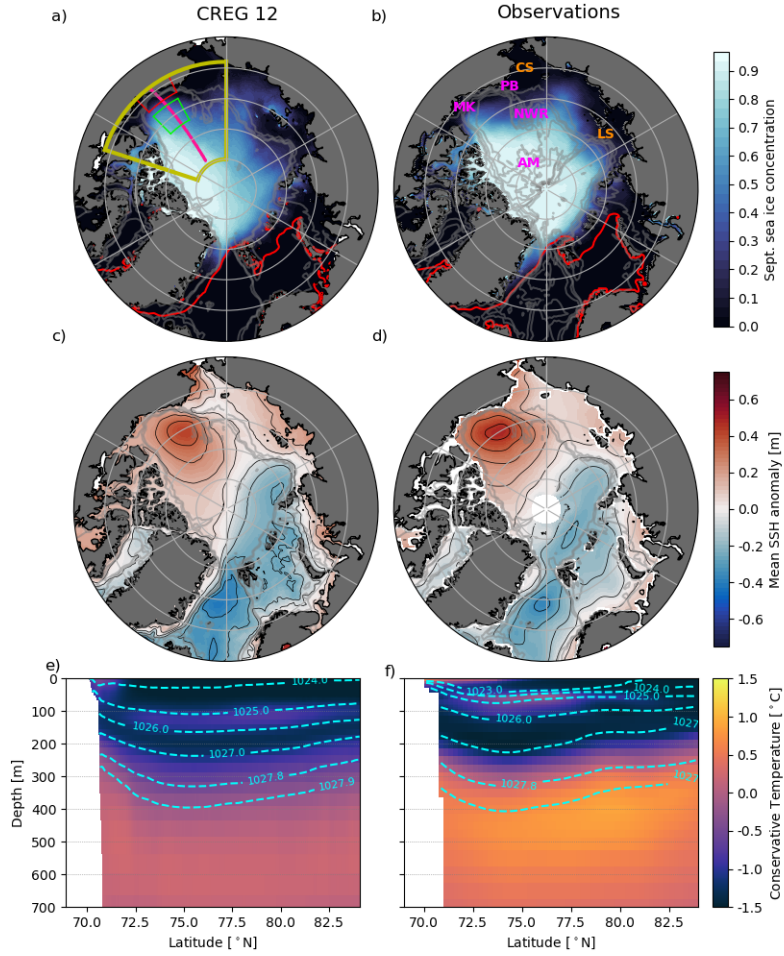 CREG 12
Observations
a)
b)
CS
PB
MK
NWR
LS
AM
0.9
0.8
0.7
0.6
0.5
0.4
0.3
0.2
0.1
0.0
Sept. sea ice concentration
c)
d)
0.6
0.4
0.2
0.0
-0.2
-0.4
-0.6
Mean SSH anomaly [m]
e)
f)
0
100
200
300
400
500
600
700
Depth [m]
1024.0
1025.0
1026.0
1027.0
1027.8
1027.9
70.0
72.5
75.0
77.5
80.0
82.5
Latitude [°N]
1023.0
1024.0
1025.0
1026.0
1027.8
70.0
72.5
75.0
77.5
80.0
82.5
Latitude [°N]
1.5
1.0
0.5
0.0
-0.5
-1.0
-1.5
Conservative Temperature [°C]